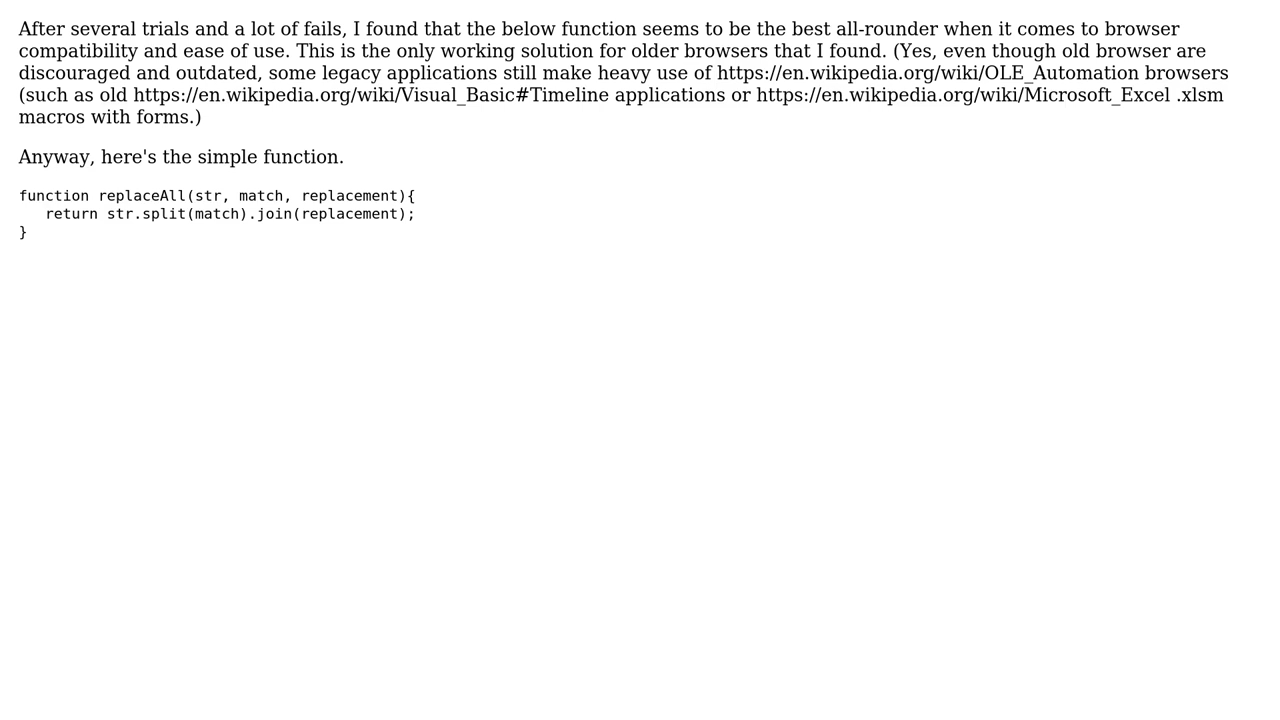 After several trials and a lot of fails, I found that the below function seems to be the best all-rounder when it comes to browser
compatibility and ease of use. This is the only working solution for older browsers that I found. (Yes, even though old browser are
discouraged and outdated, some legacy applications still make heavy use of https://en.wikipedia.org/wiki/OLE_Automation browsers
(such as old https://en.wikipedia.org/wiki/Visual_Basic#Timeline applications or https://en.wikipedia.org/wiki/Microsoft_Excel .xlsm
macros with forms.)
Anyway, here's the simple function.
function replaceAll(str, match, replacement){
   return str.split(match).join(replacement);
}